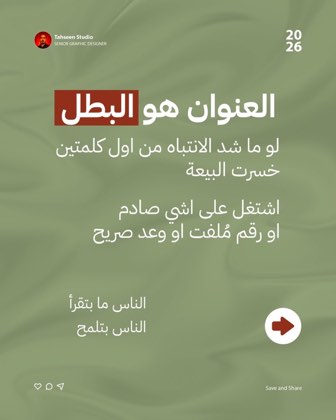 Tahseen Studio
SENIOR GRAPHIC DESIGNER
20
26
العنوان هو البطل
لو ما شد الانتباه من اول كلمتين
خسرت البيعة
اشتغل على اشي صادم
او رقم مُلفت او وعد صريح
الناس ما بتقرأ
الناس بتلمح
Save and Share